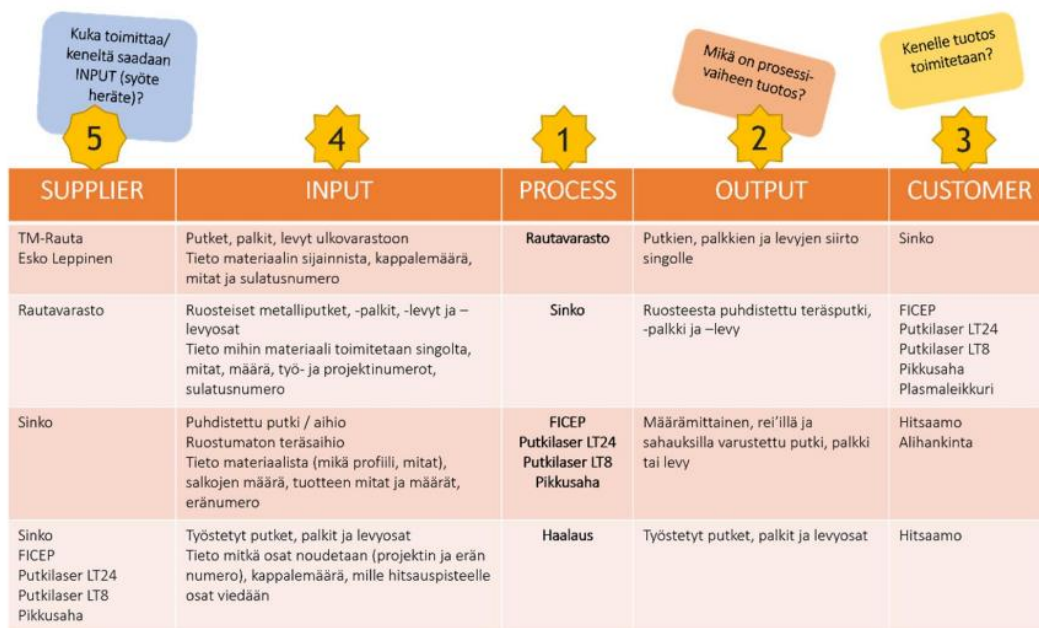 Kuka toimittaa/
keneltä saadaan
INPUT (syöte
heräte)?
Mikä on prosessi-
vaiheen tuotos?
Kenelle tuotos
toimitetaan?
5
4
1
2
3
SUPPLIER
INPUT
PROCESS
OUTPUT
CUSTOMER
TM-Rauta
Esko Leppinen
Putket, palkit, levyt ulkovarastoon
Tieto materiaalin sijainnista, kappalemäärä,
mitat ja sulatusnumero
Rautavarasto
Putkien, palkkien ja levyjen siirto
singolle
Sinko
Rautavarasto
Ruosteiset metalliputket, -palkit, -levyt ja –
levyosat
Tieto mihin materiaali toimitetaan singolta,
mitat, määrä, työ- ja projektinumerot,
sulatusnumero
Sinko
Ruosteesta puhdistettu teräsputki,
-palkki ja –levy
FICEP
Putkilaser LT24
Putkilaser LT8
Pikkusaha
Plasmaleikkuri
Sinko
Puhdistettu putki / aihio
Ruostumaton teräsaihio
Tieto materiaalista (mikä profiili, mitat),
salkojen määrä, tuotteen mitat ja määrät,
eränumero
FICEP
Putkilaser LT24
Putkilaser LT8
Pikkusaha
Määrämittainen, rei’illä ja
sahauksilla varustettu putki, palkki
tai levy
Hitsaamo
Alihankinta
Sinko
FICEP
Putkilaser LT24
Putkilaser LT8
Pikkusaha
Työstetyt putket, palkit ja levyosat
Tieto mitkä osat noudetaan (projektin ja erän
numero), kappalemäärä, mille hitsauspisteelle
osat viedään
Haalaus
Työstetyt putket, palkit ja levyosat
Hitsaamo